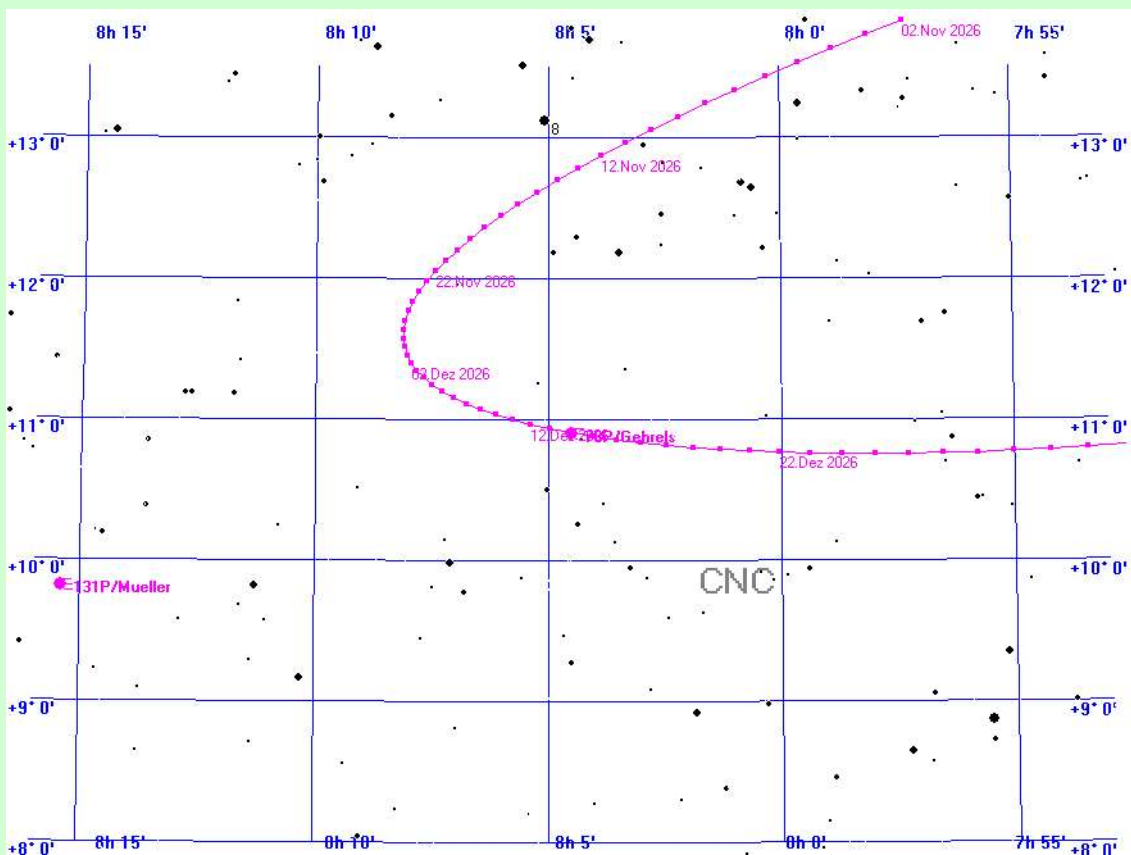 8h 15' 8h 10' 8h 5' 8h 0' 7h 55'
02.Nov 2026
8
+13° 0' +13° 0'
12.Nov 2026
22.Nov 2026
+12° 0' +12° 0'
02.Dez 2026
+11° 0' +11° 0'
12.Dez
P/Gehrels
22.Dez 2026
+10° 0' +10° 0'
131P/Mueller
CNC
+9° 0' +9° 0'
8h 15' 8h 10' 8h 5' 8h 0' 7h 55'
+8° 0' +8° 0'